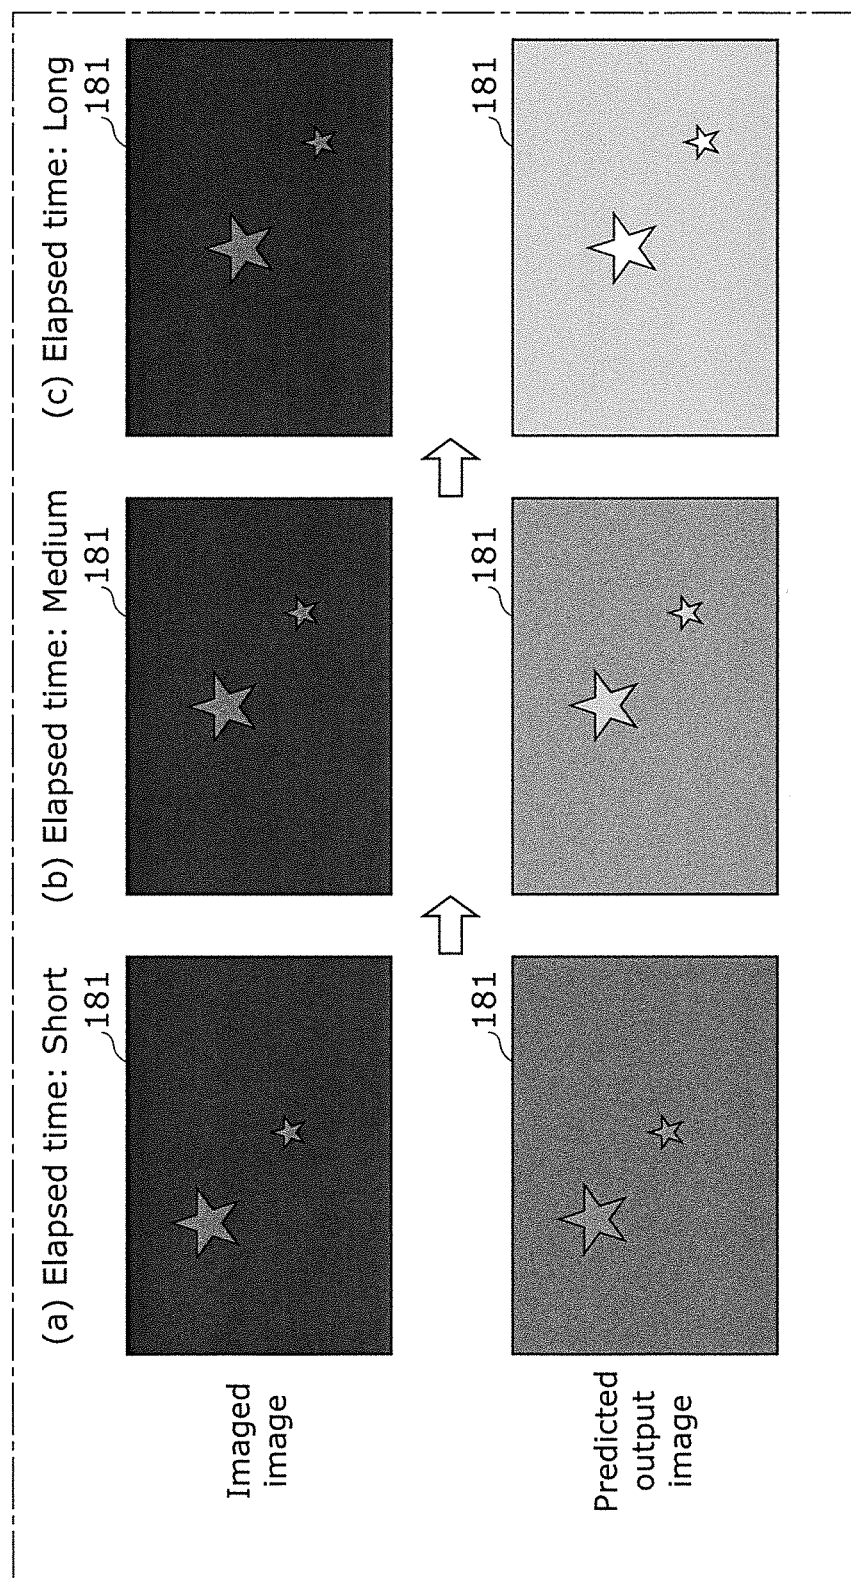 (a) Elapsed time: Short
(b) Elapsed time: Medium
(c) Elapsed time: Long
181
181
181
Imaged
image
181
181
181
Predicted
output
image